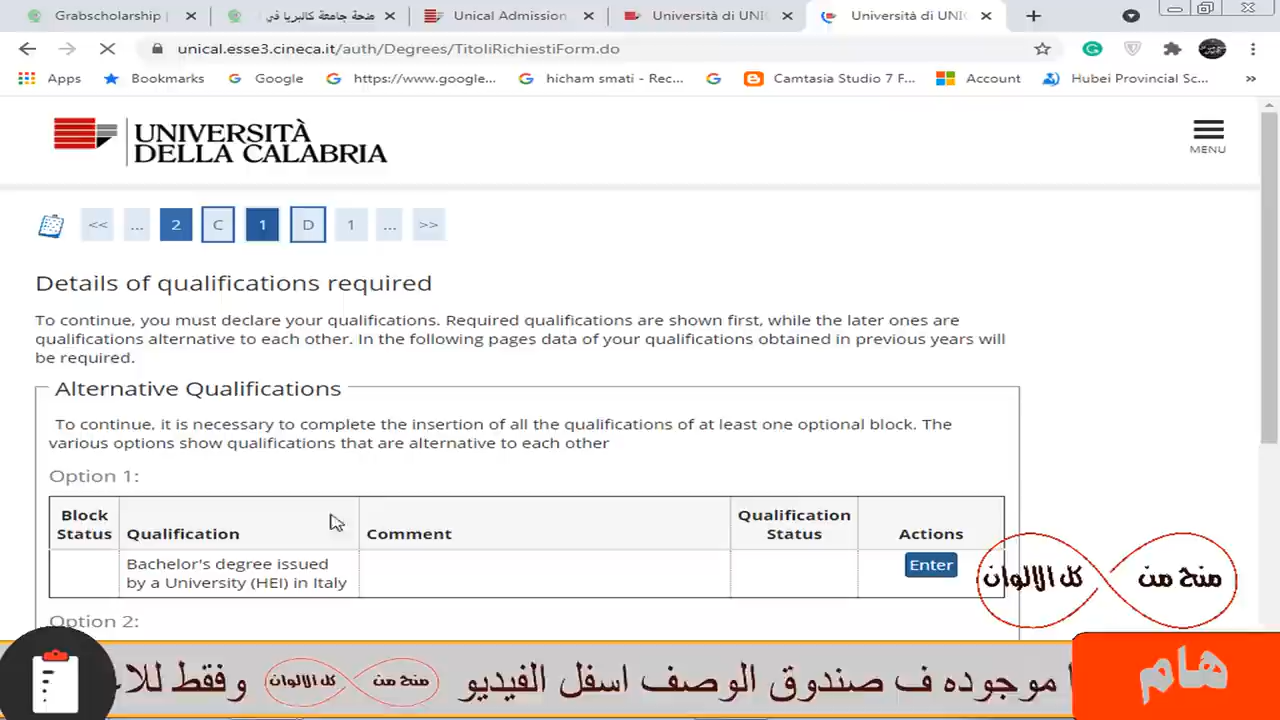 Grabscholarship
منحة جامعة كالبريا في
Unical Admission
Università di UNIC
Università di UNIC
unical.esse3.cineca.it/auth/Degrees/TitoliRichiestiForm.do
Apps
Bookmarks
Google
https://www.google...
hicham smati - Rec...
Camtasia Studio 7 F...
Account
Hubei Provincial Sc...
»
UNIVERSITÀ
DELLA CALABRIA
MENU
<< ... 2 C 1 D 1 ... >>
Details of qualifications required
To continue, you must declare your qualifications. Required qualifications are shown first, while the later ones are
qualifications alternative to each other. In the following pages data of your qualifications obtained in previous years will
be required.
Alternative Qualifications
To continue, it is necessary to complete the insertion of all the qualifications of at least one optional block. The
various options show qualifications that are alternative to each other
Option 1:
Block Status
Qualification
Comment
Qualification Status
Actions
Bachelor's degree issued
by a University (HEI) in Italy
Enter
منح من كل الالوان
Option 2:
هام
موجوده ف صندوق الوصف اسفل الفيديو
منح من كل الالوان
وفقط